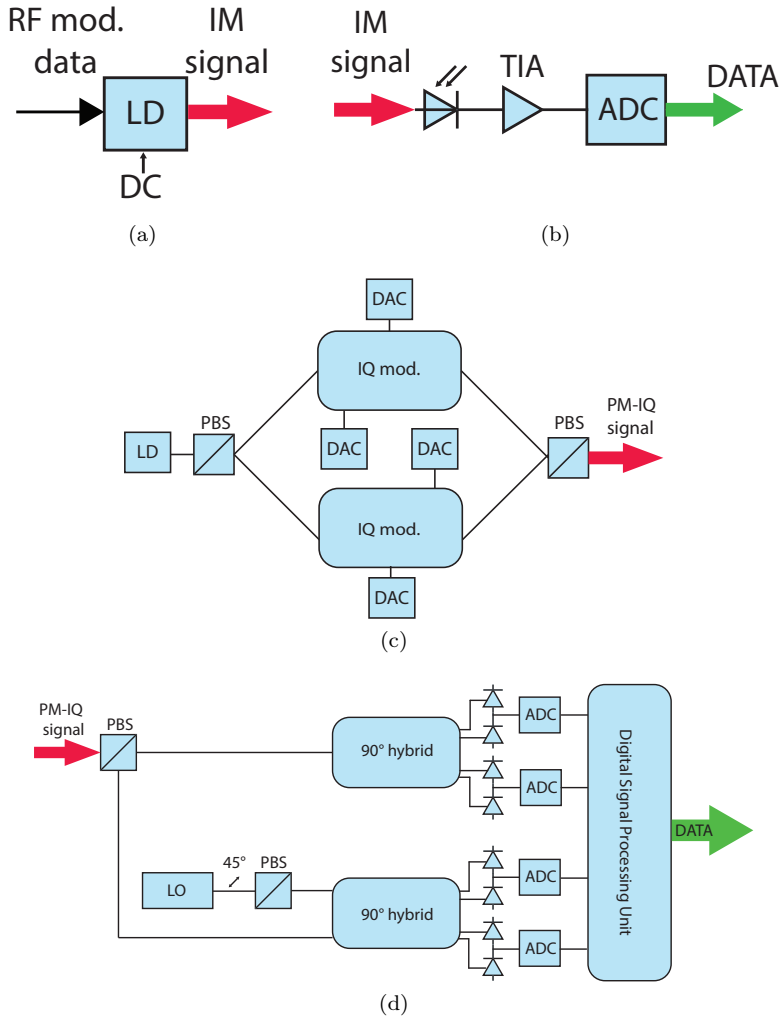 RF mod.
data
IM
signal
LD
DC
(a)
IM
signal
TIA
ADC
DATA
(b)
DAC
IQ mod.
PBS
LD
DAC
DAC
PBS
PM-IQ
signal
IQ mod.
DAC
(c)
PM-IQ
signal
PBS
90° hybrid
ADC
ADC
LO
45°
PBS
90° hybrid
ADC
ADC
Digital Signal Processing Unit
DATA
(d)